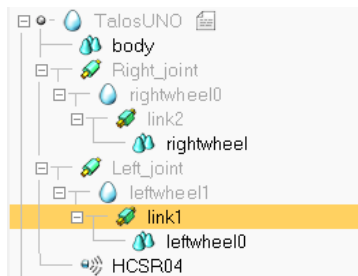 TalosUNO
body
Right_joint
rightwheel0
link2
rightwheel
Left_joint
leftwheel1
link1
leftwheel0
HCSR04